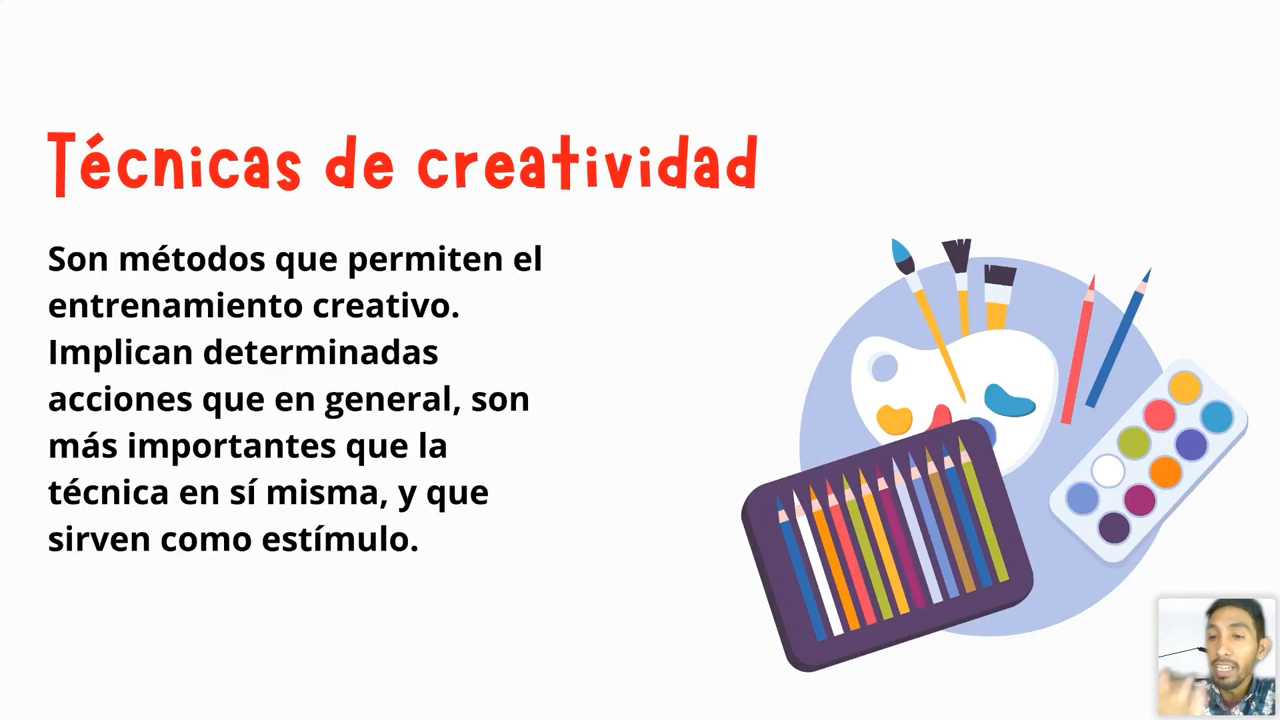 Técnicas de creatividad
Son métodos que permiten el
entrenamiento creativo.
Implican determinadas
acciones que en general, son
más importantes que la
técnica en sí misma, y que
sirven como estímulo.